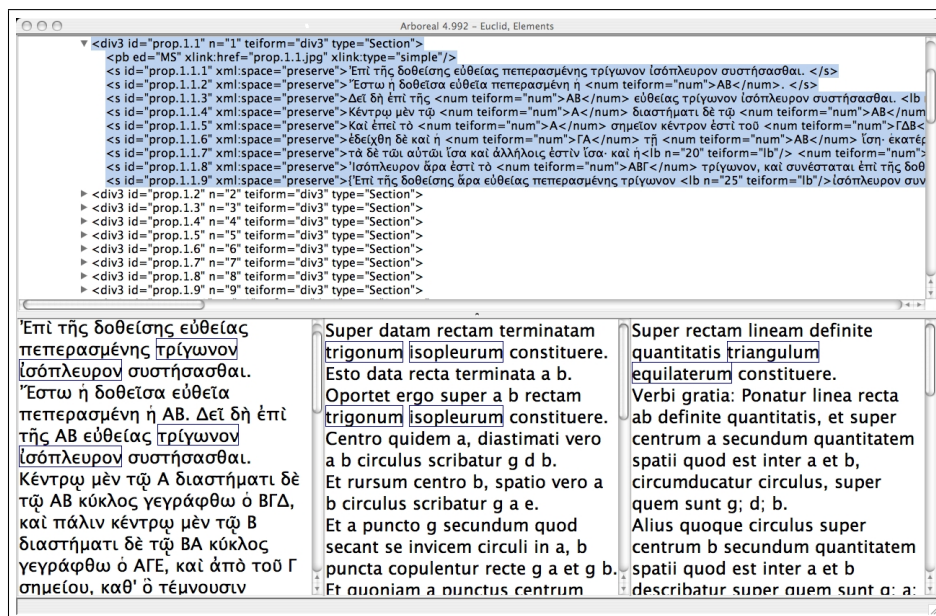 Arboreal 4.992 – Euclid, Elements
▼ <div3 id="prop.1.1" n="1" teiform="div3" type="Section">
<pb ed="MS" xlink:href="prop.1.1.jpg" xlink:type="simple"/>
<s id="prop.1.1.1" xml:space="preserve">Ἐπὶ τῆς δοθείσης εὐθείας πεπερασμένης τρίγωνον ἰσόπλευρον συστήσασθαι. </s>
<s id="prop.1.1.2" xml:space="preserve">Ἔστω ἡ δοθεῖσα εὐθεῖα πεπερασμένη ἡ <num teiform="num">ΑΒ</num>. </s>
<s id="prop.1.1.3" xml:space="preserve">Δεῖ δὴ ἐπὶ τῆς <num teiform="num">ΑΒ</num> εὐθείας τρίγωνον ἰσόπλευρον συστήσασθαι. <lb
<s id="prop.1.1.4" xml:space="preserve">Κέντρῳ μὲν τῷ <num teiform="num">Α</num> διαστήματι δὲ τῷ <num teiform="num">ΑΒ</num
<s id="prop.1.1.5" xml:space="preserve">Καὶ ἐπεὶ τὸ <num teiform="num">Α</num> σημεῖον κέντρον ἐστὶ τοῦ <num teiform="num">ΓΔΒ<
<s id="prop.1.1.6" xml:space="preserve">ἐδείχθη δὲ καὶ ἡ <num teiform="num">ΓΑ</num> τῇ <num teiform="num">ΑΒ</num> ἴση· ἑκατέρ
<s id="prop.1.1.7" xml:space="preserve">τὰ δὲ τῶι αὐτῶι ἴσα καὶ ἀλλήλοις ἐστὶν ἴσα· καὶ ἡ<lb n="20" teiform="lb"/> <num teiform="num"
<s id="prop.1.1.8" xml:space="preserve">Ἰσόπλευρον ἄρα ἐστὶ τὸ <num teiform="num">ΑΒΓ</num> τρίγωνον, καὶ συνέσταται ἐπὶ τῆς δοθ
<s id="prop.1.1.9" xml:space="preserve">[Ἐπὶ τῆς δοθείσης ἄρα εὐθείας πεπερασμένης τρίγωνον <lb n="25" teiform="lb"/>ἰσόπλευρον συν
▶ <div3 id="prop.1.2" n="2" teiform="div3" type="Section">
▶ <div3 id="prop.1.3" n="3" teiform="div3" type="Section">
▶ <div3 id="prop.1.4" n="4" teiform="div3" type="Section">
▶ <div3 id="prop.1.5" n="5" teiform="div3" type="Section">
▶ <div3 id="prop.1.6" n="6" teiform="div3" type="Section">
▶ <div3 id="prop.1.7" n="7" teiform="div3" type="Section">
▶ <div3 id="prop.1.8" n="8" teiform="div3" type="Section">
▶ <div3 id="prop.1.9" n="9" teiform="div3" type="Section">
Ἐπὶ τῆς δοθείσης εὐθείας
πεπερασμένης τρίγωνον
ἰσόπλευρον συστήσασθαι.
Ἔστω ἡ δοθεῖσα εὐθεῖα
πεπερασμένη ἡ ΑΒ. Δεῖ δὴ ἐπὶ
τῆς ΑΒ εὐθείας τρίγωνον
ἰσόπλευρον συστήσασθαι.
Κέντρῳ μὲν τῷ Α διαστήματι δὲ
τῷ ΑΒ κύκλος γεγράφθω ὁ ΒΓΔ,
καὶ πάλιν κέντρῳ μὲν τῷ Β
διαστήματι δὲ τῷ ΒΑ κύκλος
γεγράφθω ὁ ΑΓΕ, καὶ ἀπὸ τοῦ Γ
σημείου, καθ' ὃ τέμνουσιν
Super datam rectam terminatam
trigonum isopleurum constituere.
Esto data recta terminata a b.
Oportet ergo super a b rectam
trigonum isopleurum constituere.
Centro quidem a, diastimati vero
a b circulus scribatur g d b.
Et rursum centro b, spatio vero a
b circulus scribatur g a e.
Et a puncto g secundum quod
secant se invicem circuli in a, b
puncta copulentur recte g a et g b.
Et quoniam a punctus centrum
Super rectam lineam definite
quantitatis triangulum
equilaterum constituere.
Verbi gratia: Ponatur linea recta
ab definite quantitatis, et super
centrum a secundum quantitatem
spatii quod est inter a et b,
circumducatur circulus, super
quem sunt g; d; b.
Alius quoque circulus super
centrum b secundum quantitatem
spatii quod est inter a et b
describatur super quem sunt g; a;